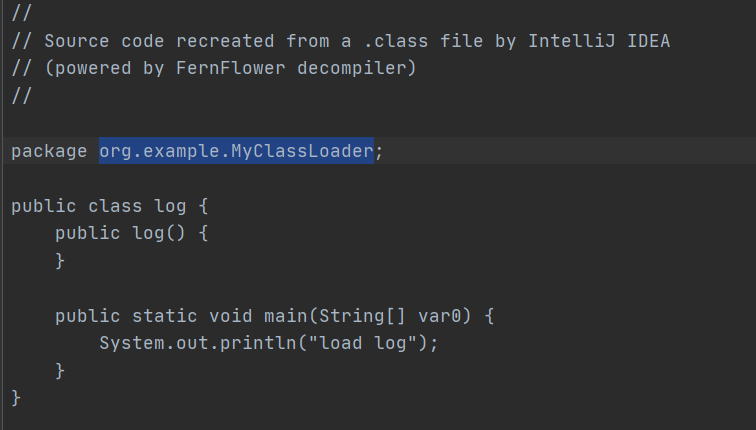 //
// Source code recreated from a .class file by IntelliJ IDEA
// (powered by FernFlower decompiler)
//
package org.example.MyClassLoader;
public class log {
public log() {
}
public static void main(String[] var0) {
System.out.println("load log");
}
}